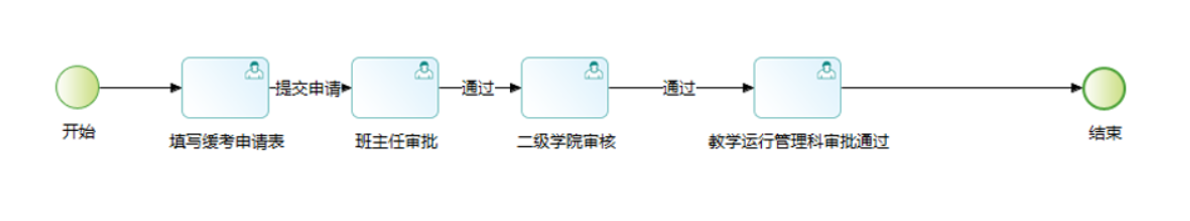 提交申请
通过
通过
开始
填写缓考申请表
班主任审批
二级学院审核
教学运行管理科审批通过
结束